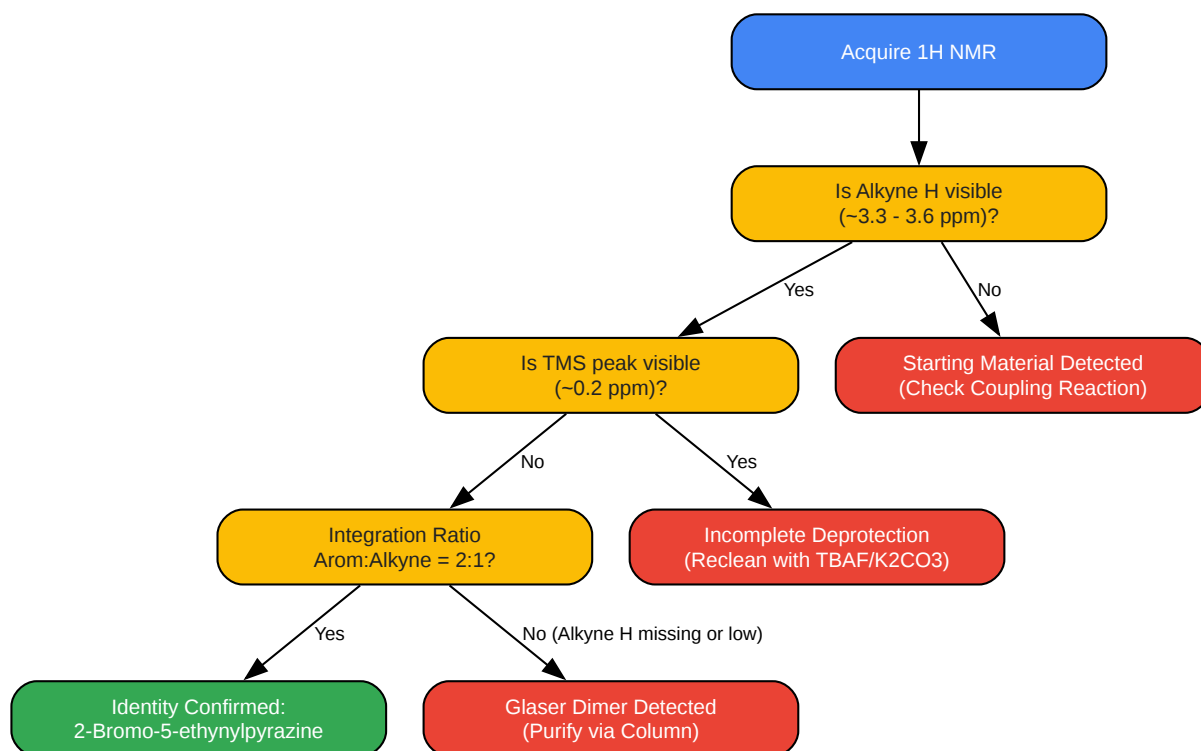 Acquire 1H NMR
Is Alkyne H visible
(~3.3 - 3.6 ppm)?
Yes
No
Is TMS peak visible
(~0.2 ppm)?
Starting Material Detected
(Check Coupling Reaction)
No
Yes
Integration Ratio
Arom:Alkyne = 2:1?
Incomplete Deprotection
(Reclean with TBAF/K2CO3)
Yes
No (Alkyne H missing or low)
Identity Confirmed:
2-Bromo-5-ethynylpyrazine
Glaser Dimer Detected
(Purify via Column)